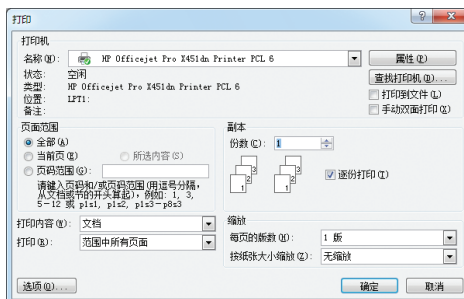 打印
打印机
名称(N): HP Officejet Pro X451dn Printer PCL 6 属性(P)
状态: 空闲 查找打印机(D)...
类型: HP Officejet Pro X451dn Printer PCL 6
位置: LPT1: 打印到文件(L)
备注: 手动双面打印(X)
页面范围 副本
全部(A) 份数(C): 1
当前页(E) 所选内容(S)
页码范围(G): 逐份打印(T)
请键入页码和/或页码范围(用逗号分隔,
从文档或节的开头算起),例如: 1, 3,
5-12 或 p1s1, p1s2, p1s3-p8s3
1 2 3 1 2 3
打印内容(W): 文档 缩放
打印(R): 范围中所有页面 每页的版数(H): 1 版
按纸张大小缩放(Z): 无缩放
选项(O)... 确定 取消